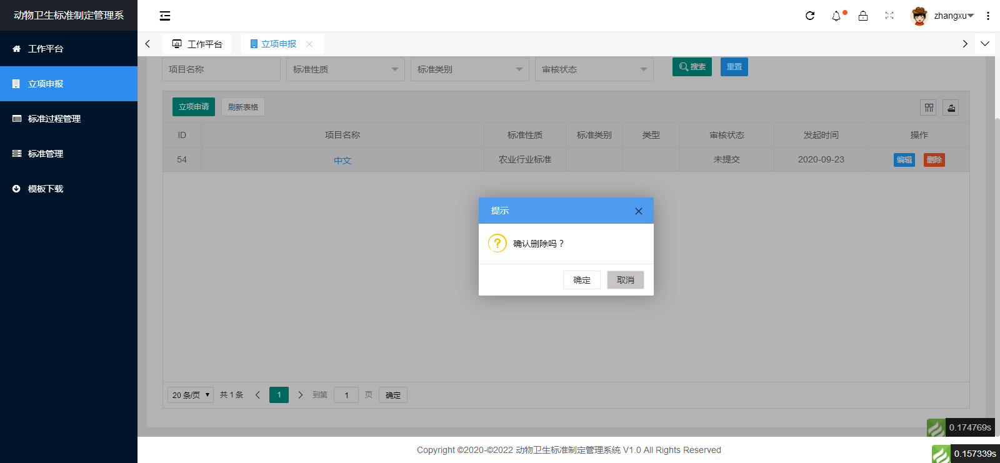 动物卫生标准制定管理系
zhangxu
工作平台
立项申报
标准过程管理
标准管理
模板下载
工作平台
立项申报
项目名称
标准性质
标准类别
审核状态
搜索
重置
立项申请
刷新表格
ID
项目名称
标准性质
标准类别
类型
审核状态
发起时间
操作
54
中文
农业行业标准
未提交
2020-09-23
编辑
删除
提示
确认删除吗？
确定
取消
20 条/页
共 1 条
1
到第
1
页
确定
0.174769s
Copyright ©2020-©2022 动物卫生标准制定管理系统 V1.0 All Rights Reserved
0.157339s